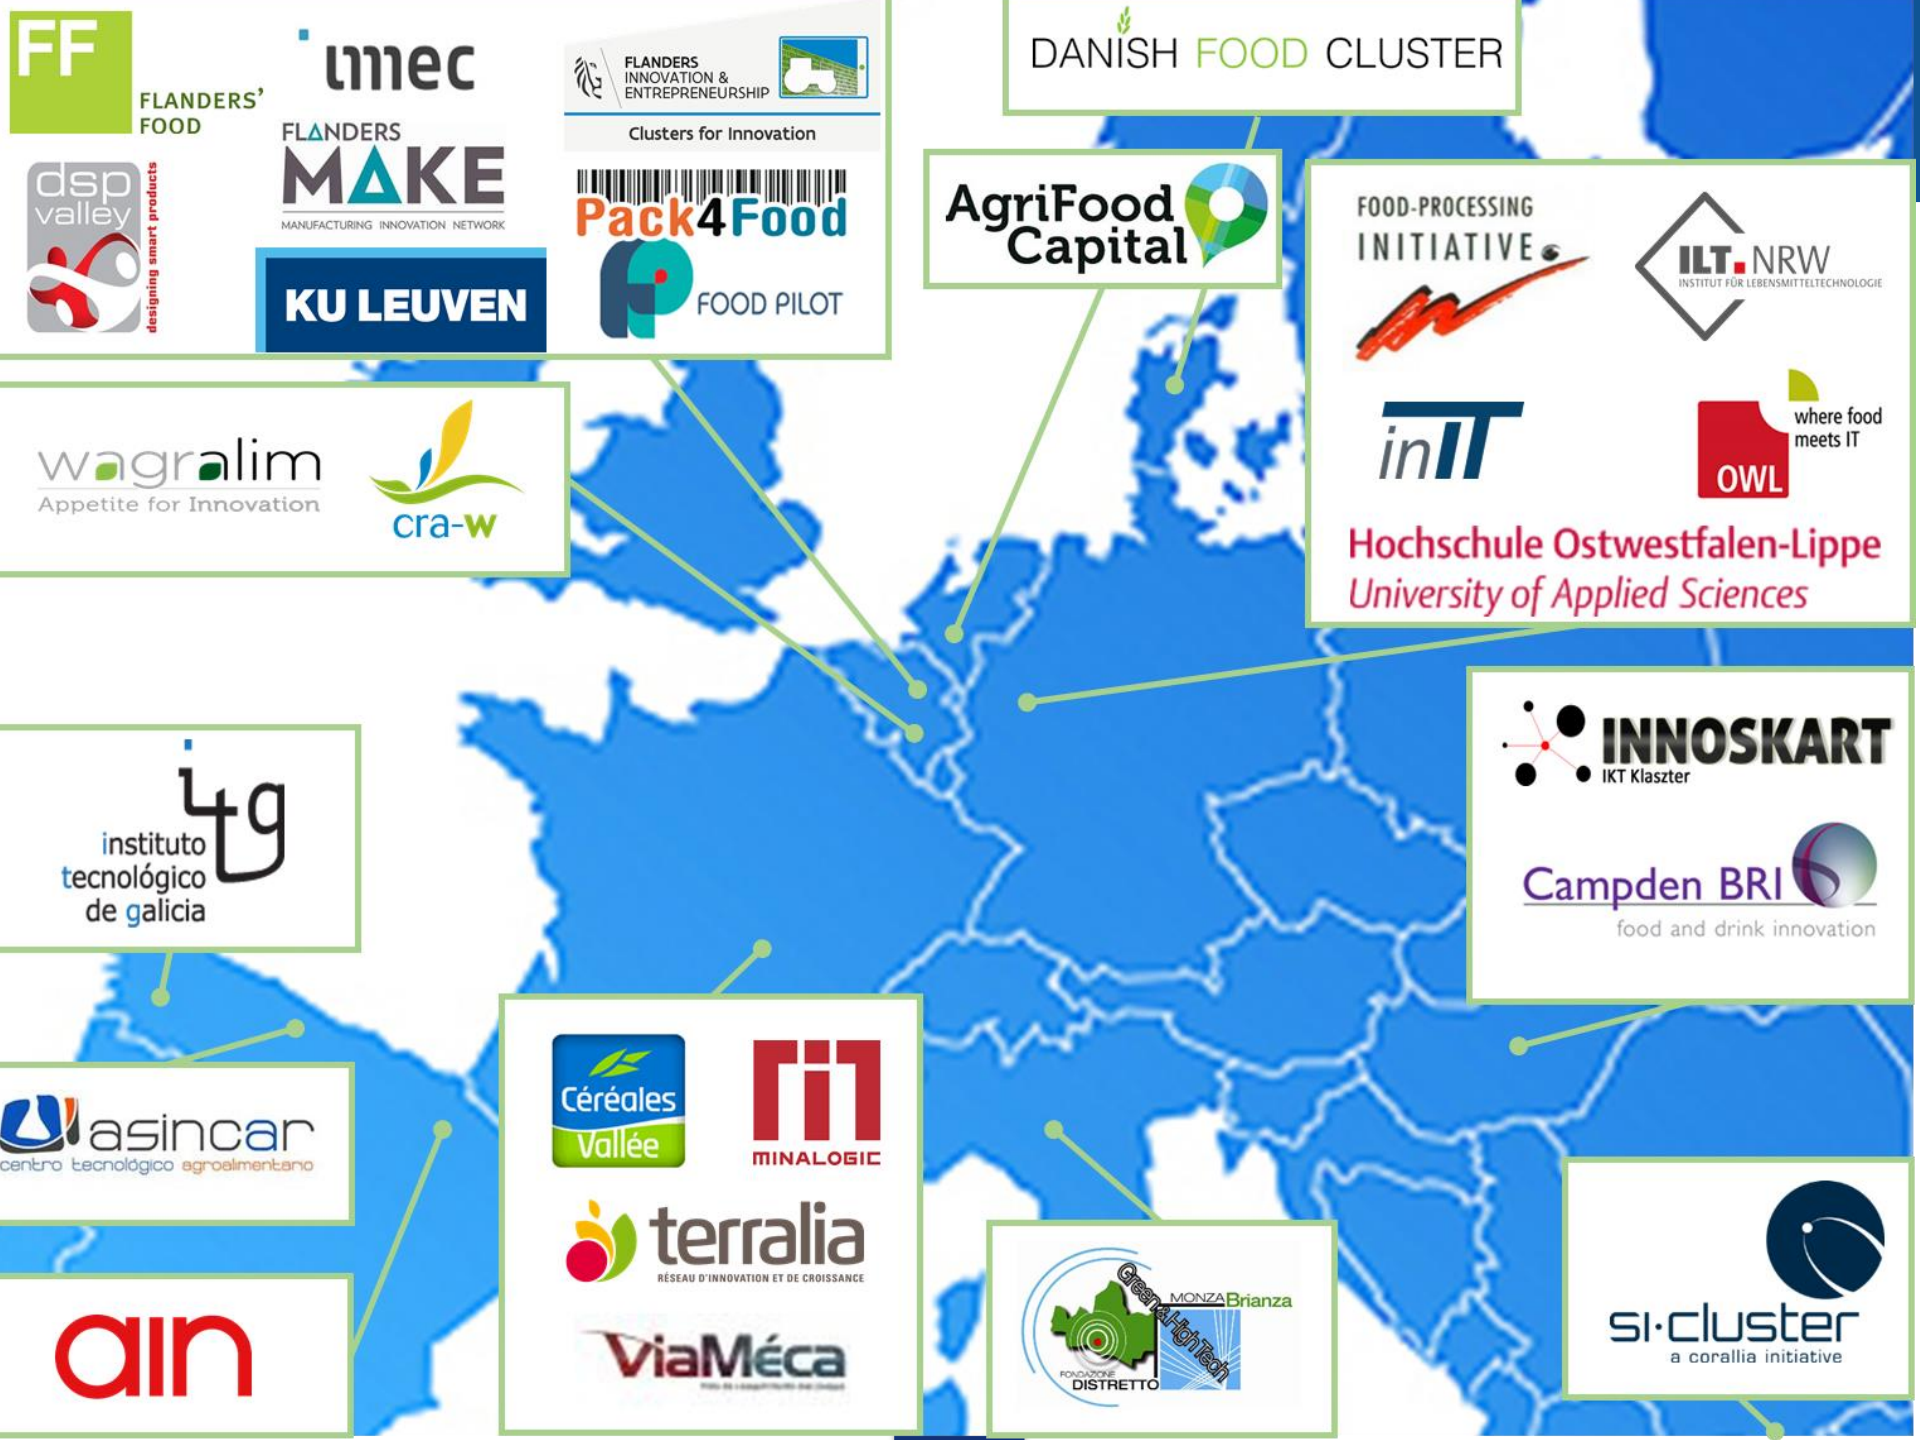 FF
FLANDERS'
FOOD
imec
FLANDERS
INNOVATION &
ENTREPRENEURSHIP
Clusters for Innovation
dsp
valley
designing smart products
FLANDERS
MAKE
MANUFACTURING INNOVATION NETWORK
Pack4Food
KU LEUVEN
FOOD PILOT
DANISH FOOD CLUSTER
AgriFood
Capital
FOOD-PROCESSING
INITIATIVE
ILT.NRW
INSTITUT FÜR LEBENSMITTELTECHNOLOGIE
inIT
OWL
where food
meets IT
Hochschule Ostwestfalen-Lippe
University of Applied Sciences
wagralim
Appetite for Innovation
cra-w
INNOSKART
IKT Klaszter
Campden BRI
food and drink innovation
itg
instituto
tecnológico
de galicia
asincar
centro tecnológico agroalimentario
ain
Céréales
Vallée
MINALOGIC
terralia
RÉSEAU D'INNOVATION ET DE CROISSANCE
ViaMéca
Green & High Tech
MONZA Brianza
FONDAZIONE
DISTRETTO
si·cluster
a corallia initiative